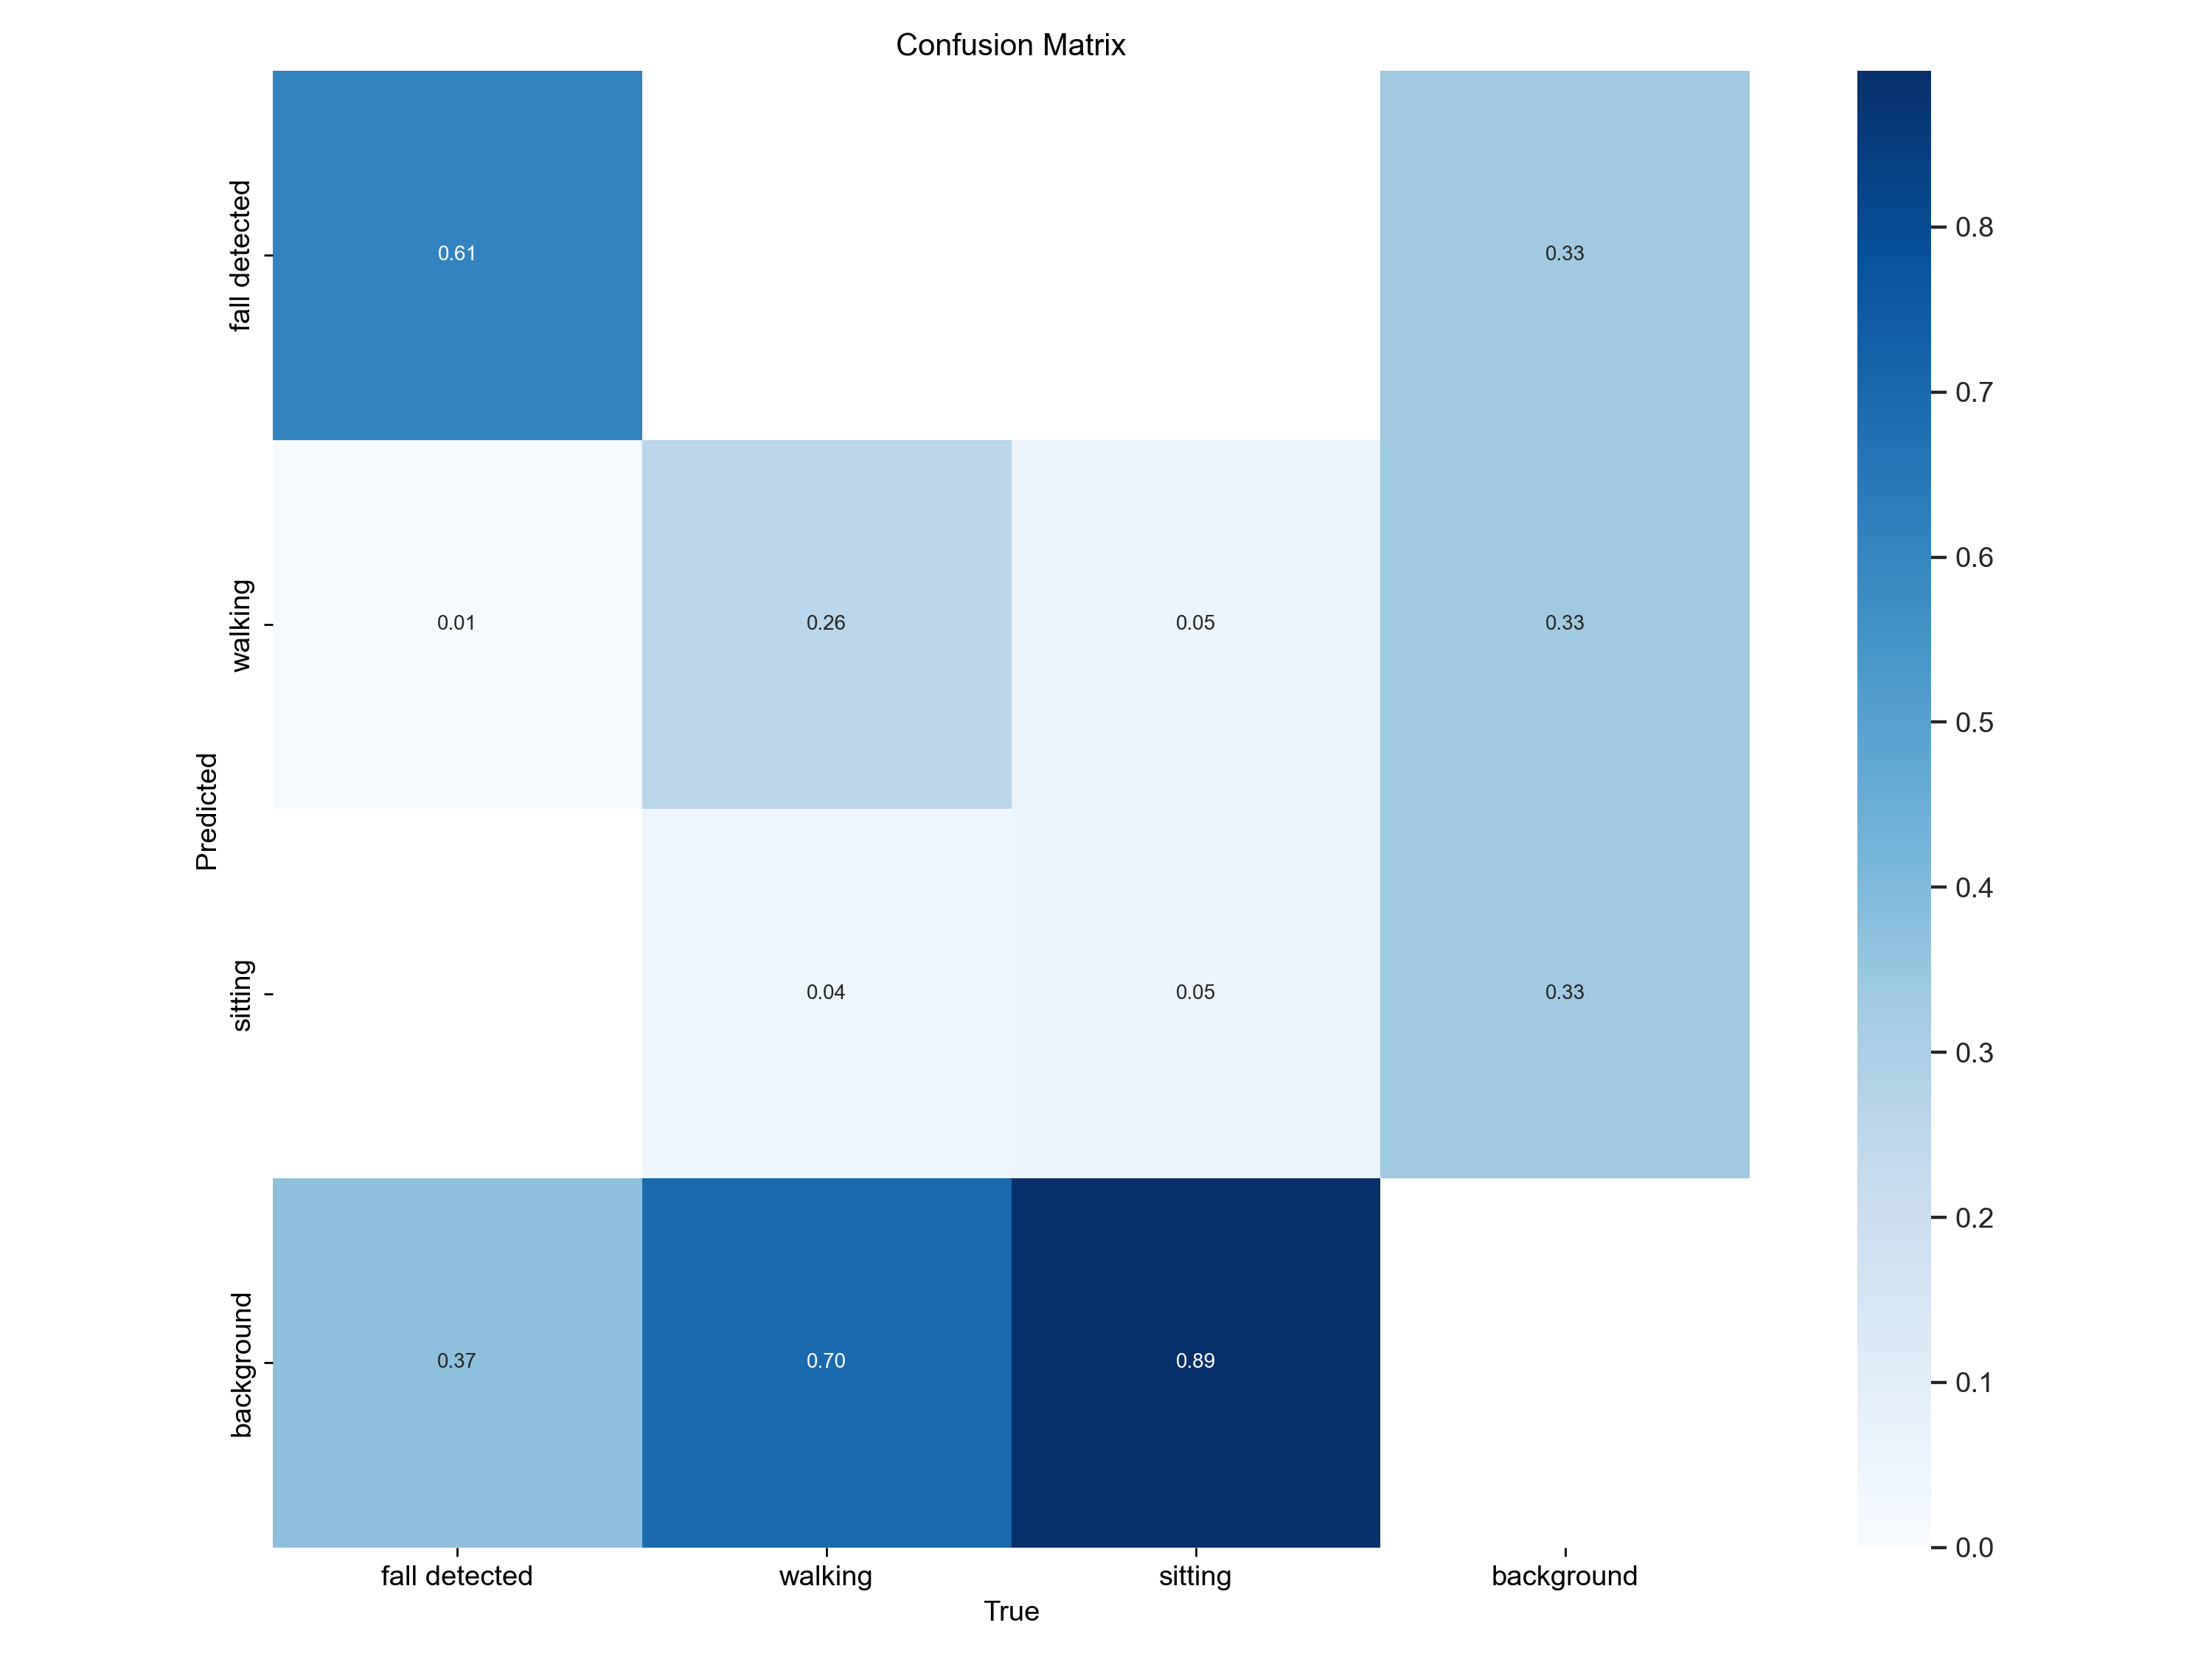 Confusion Matrix
fall detected
0.61
0.33
walking
0.01
0.26
0.05
0.33
sitting
0.04
0.05
0.33
background
0.37
0.70
0.89
Predicted
fall detected
walking
sitting
background
True
0.8
0.7
0.6
0.5
0.4
0.3
0.2
0.1
0.0